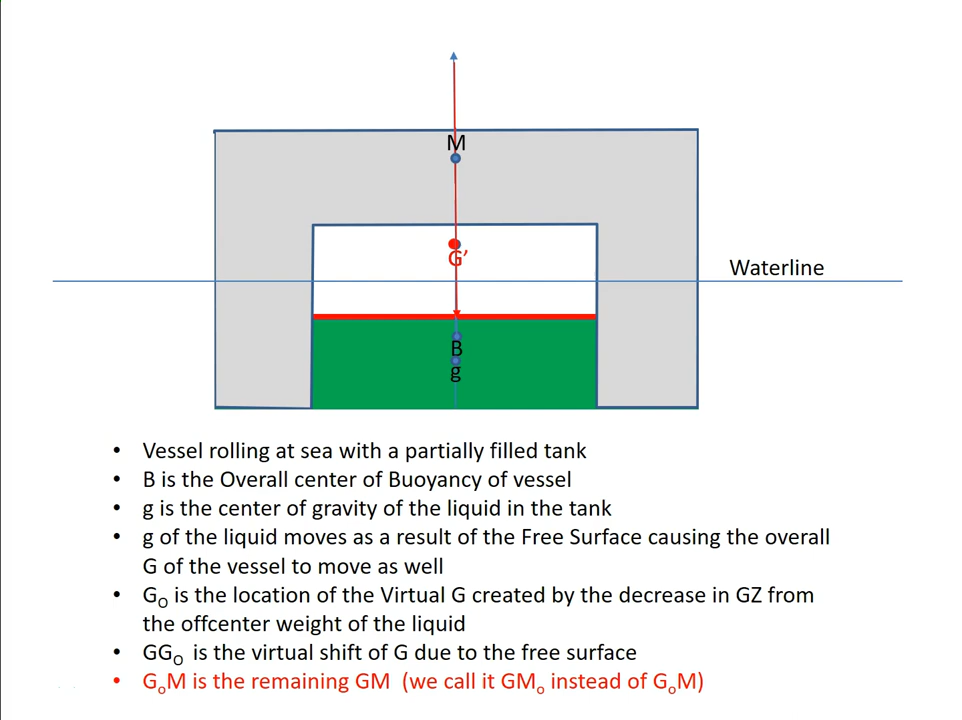 M
G’
Waterline
B
g
• Vessel rolling at sea with a partially filled tank
• B is the Overall center of Buoyancy of vessel
• g is the center of gravity of the liquid in the tank
• g of the liquid moves as a result of the Free Surface causing the overall
G of the vessel to move as well
• GO is the location of the Virtual G created by the decrease in GZ from
the offcenter weight of the liquid
• GGO is the virtual shift of G due to the free surface
• GoM is the remaining GM (we call it GMo instead of GoM)